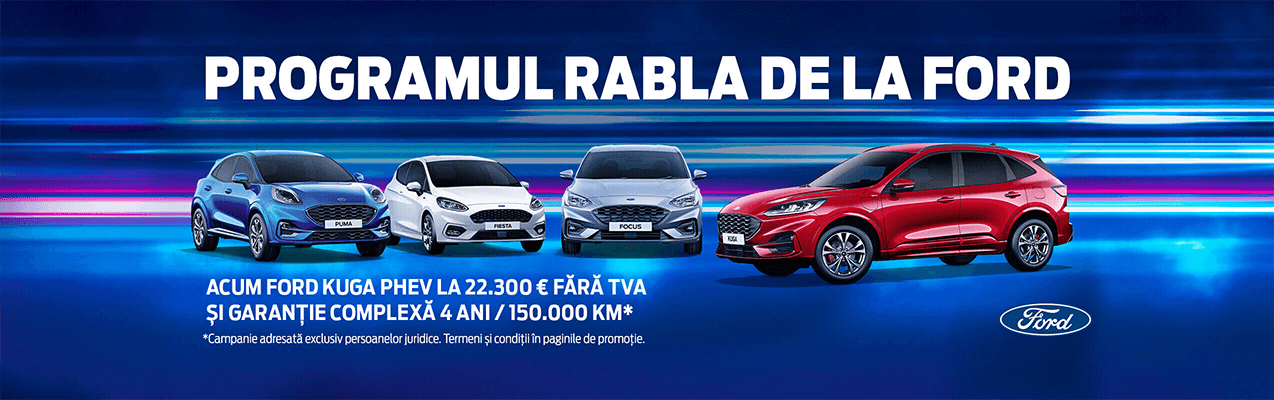 PROGRAMUL RABLA DE LA FORD
PUMA
FIESTA
FOCUS
KUGA
ACUM FORD KUGA PHEV LA 22.300 € FĂRĂ TVA
ȘI GARANȚIE COMPLEXĂ 4 ANI / 150.000 KM*
*Campanie adresată exclusiv persoanelor juridice. Termeni și condiții în paginile de promoție.
Ford